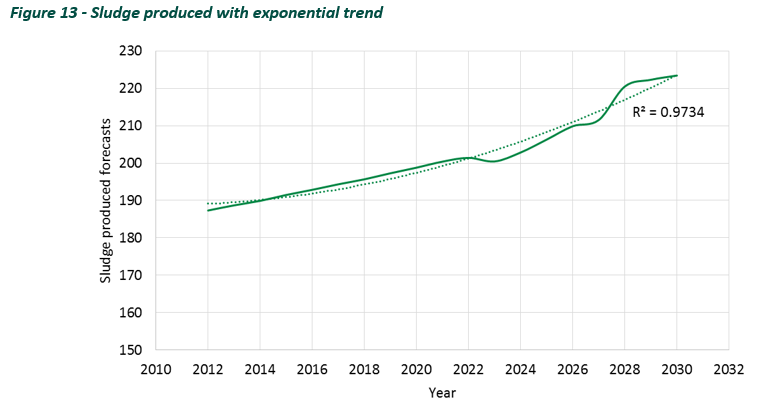 Figure 13 - Sludge produced with exponential trend
230
220
210
200
190
180
170
160
150
Sludge produced forecasts
R² = 0.9734
2010 2012 2014 2016 2018 2020 2022 2024 2026 2028 2030 2032
Year